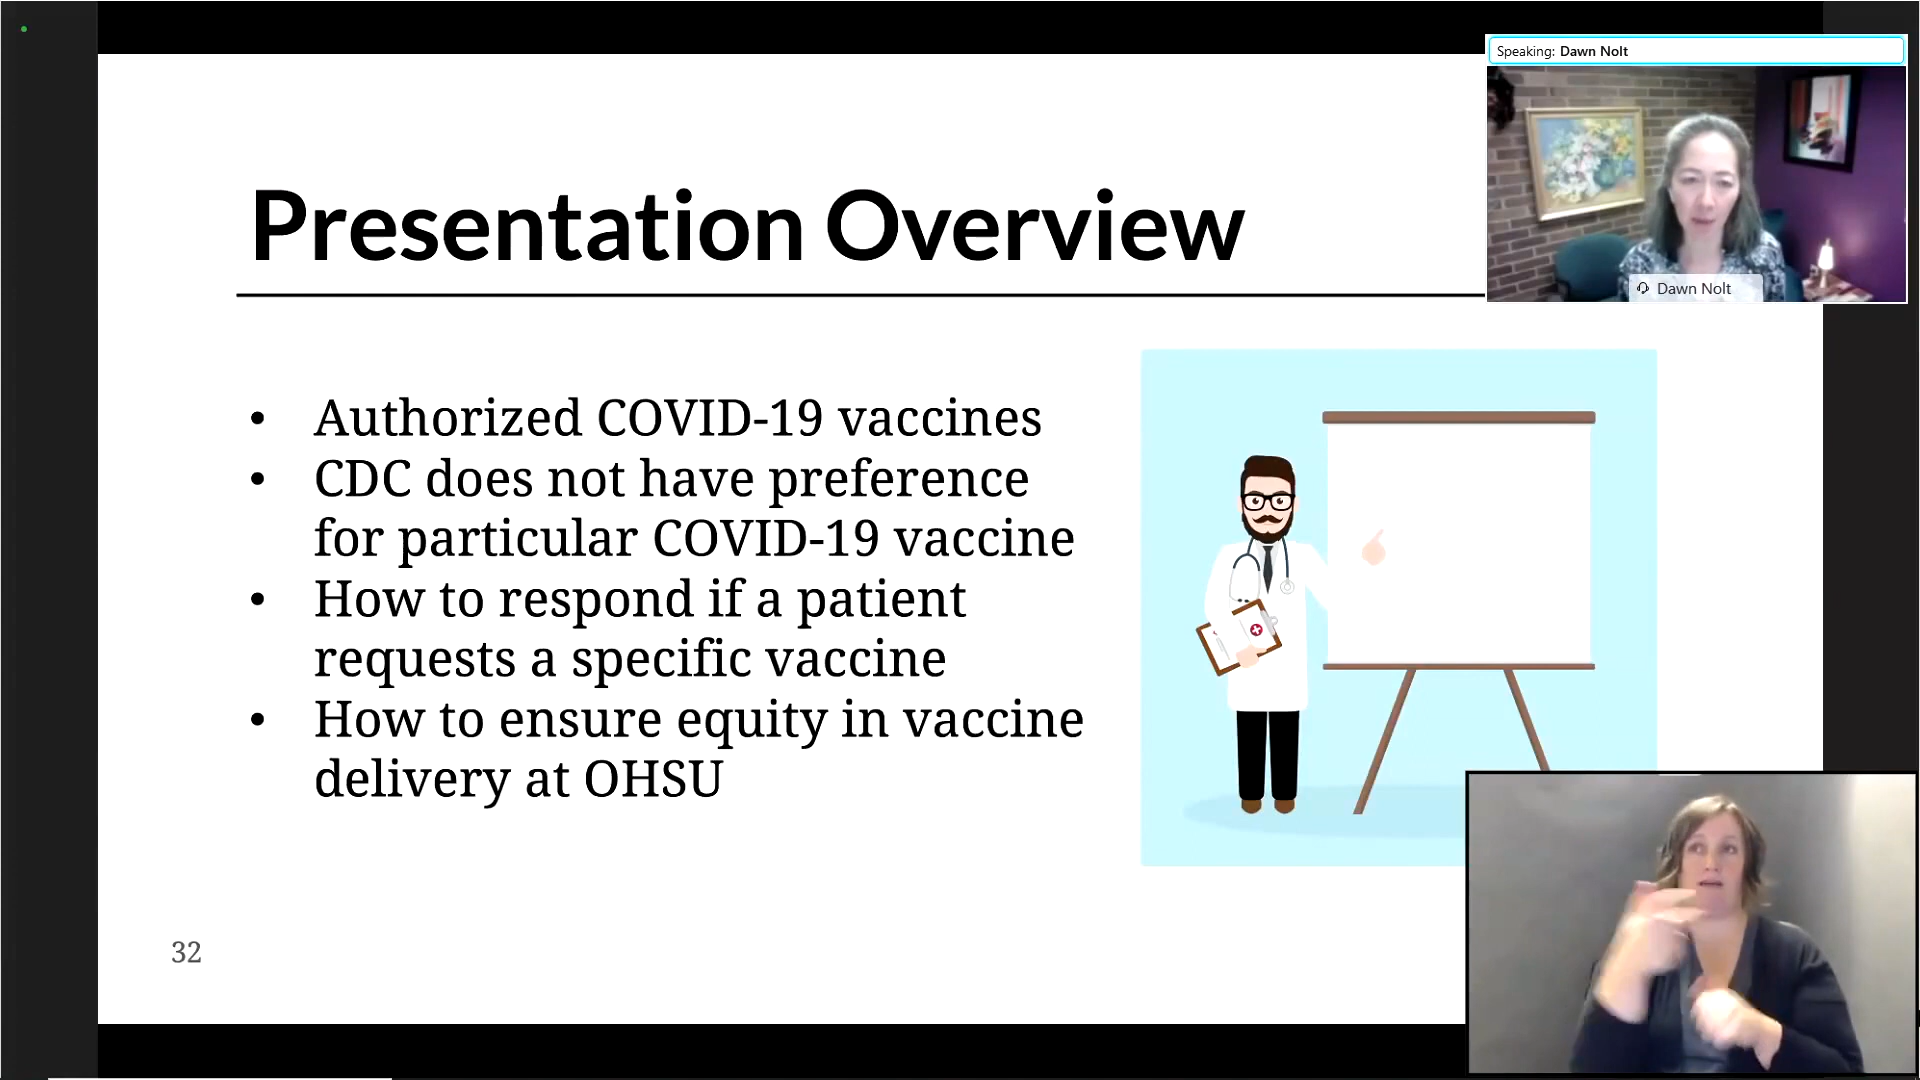 Speaking: Dawn Nolt
Dawn Nolt
Presentation Overview
• Authorized COVID-19 vaccines
• CDC does not have preference
for particular COVID-19 vaccine
• How to respond if a patient
requests a specific vaccine
• How to ensure equity in vaccine
delivery at OHSU
32